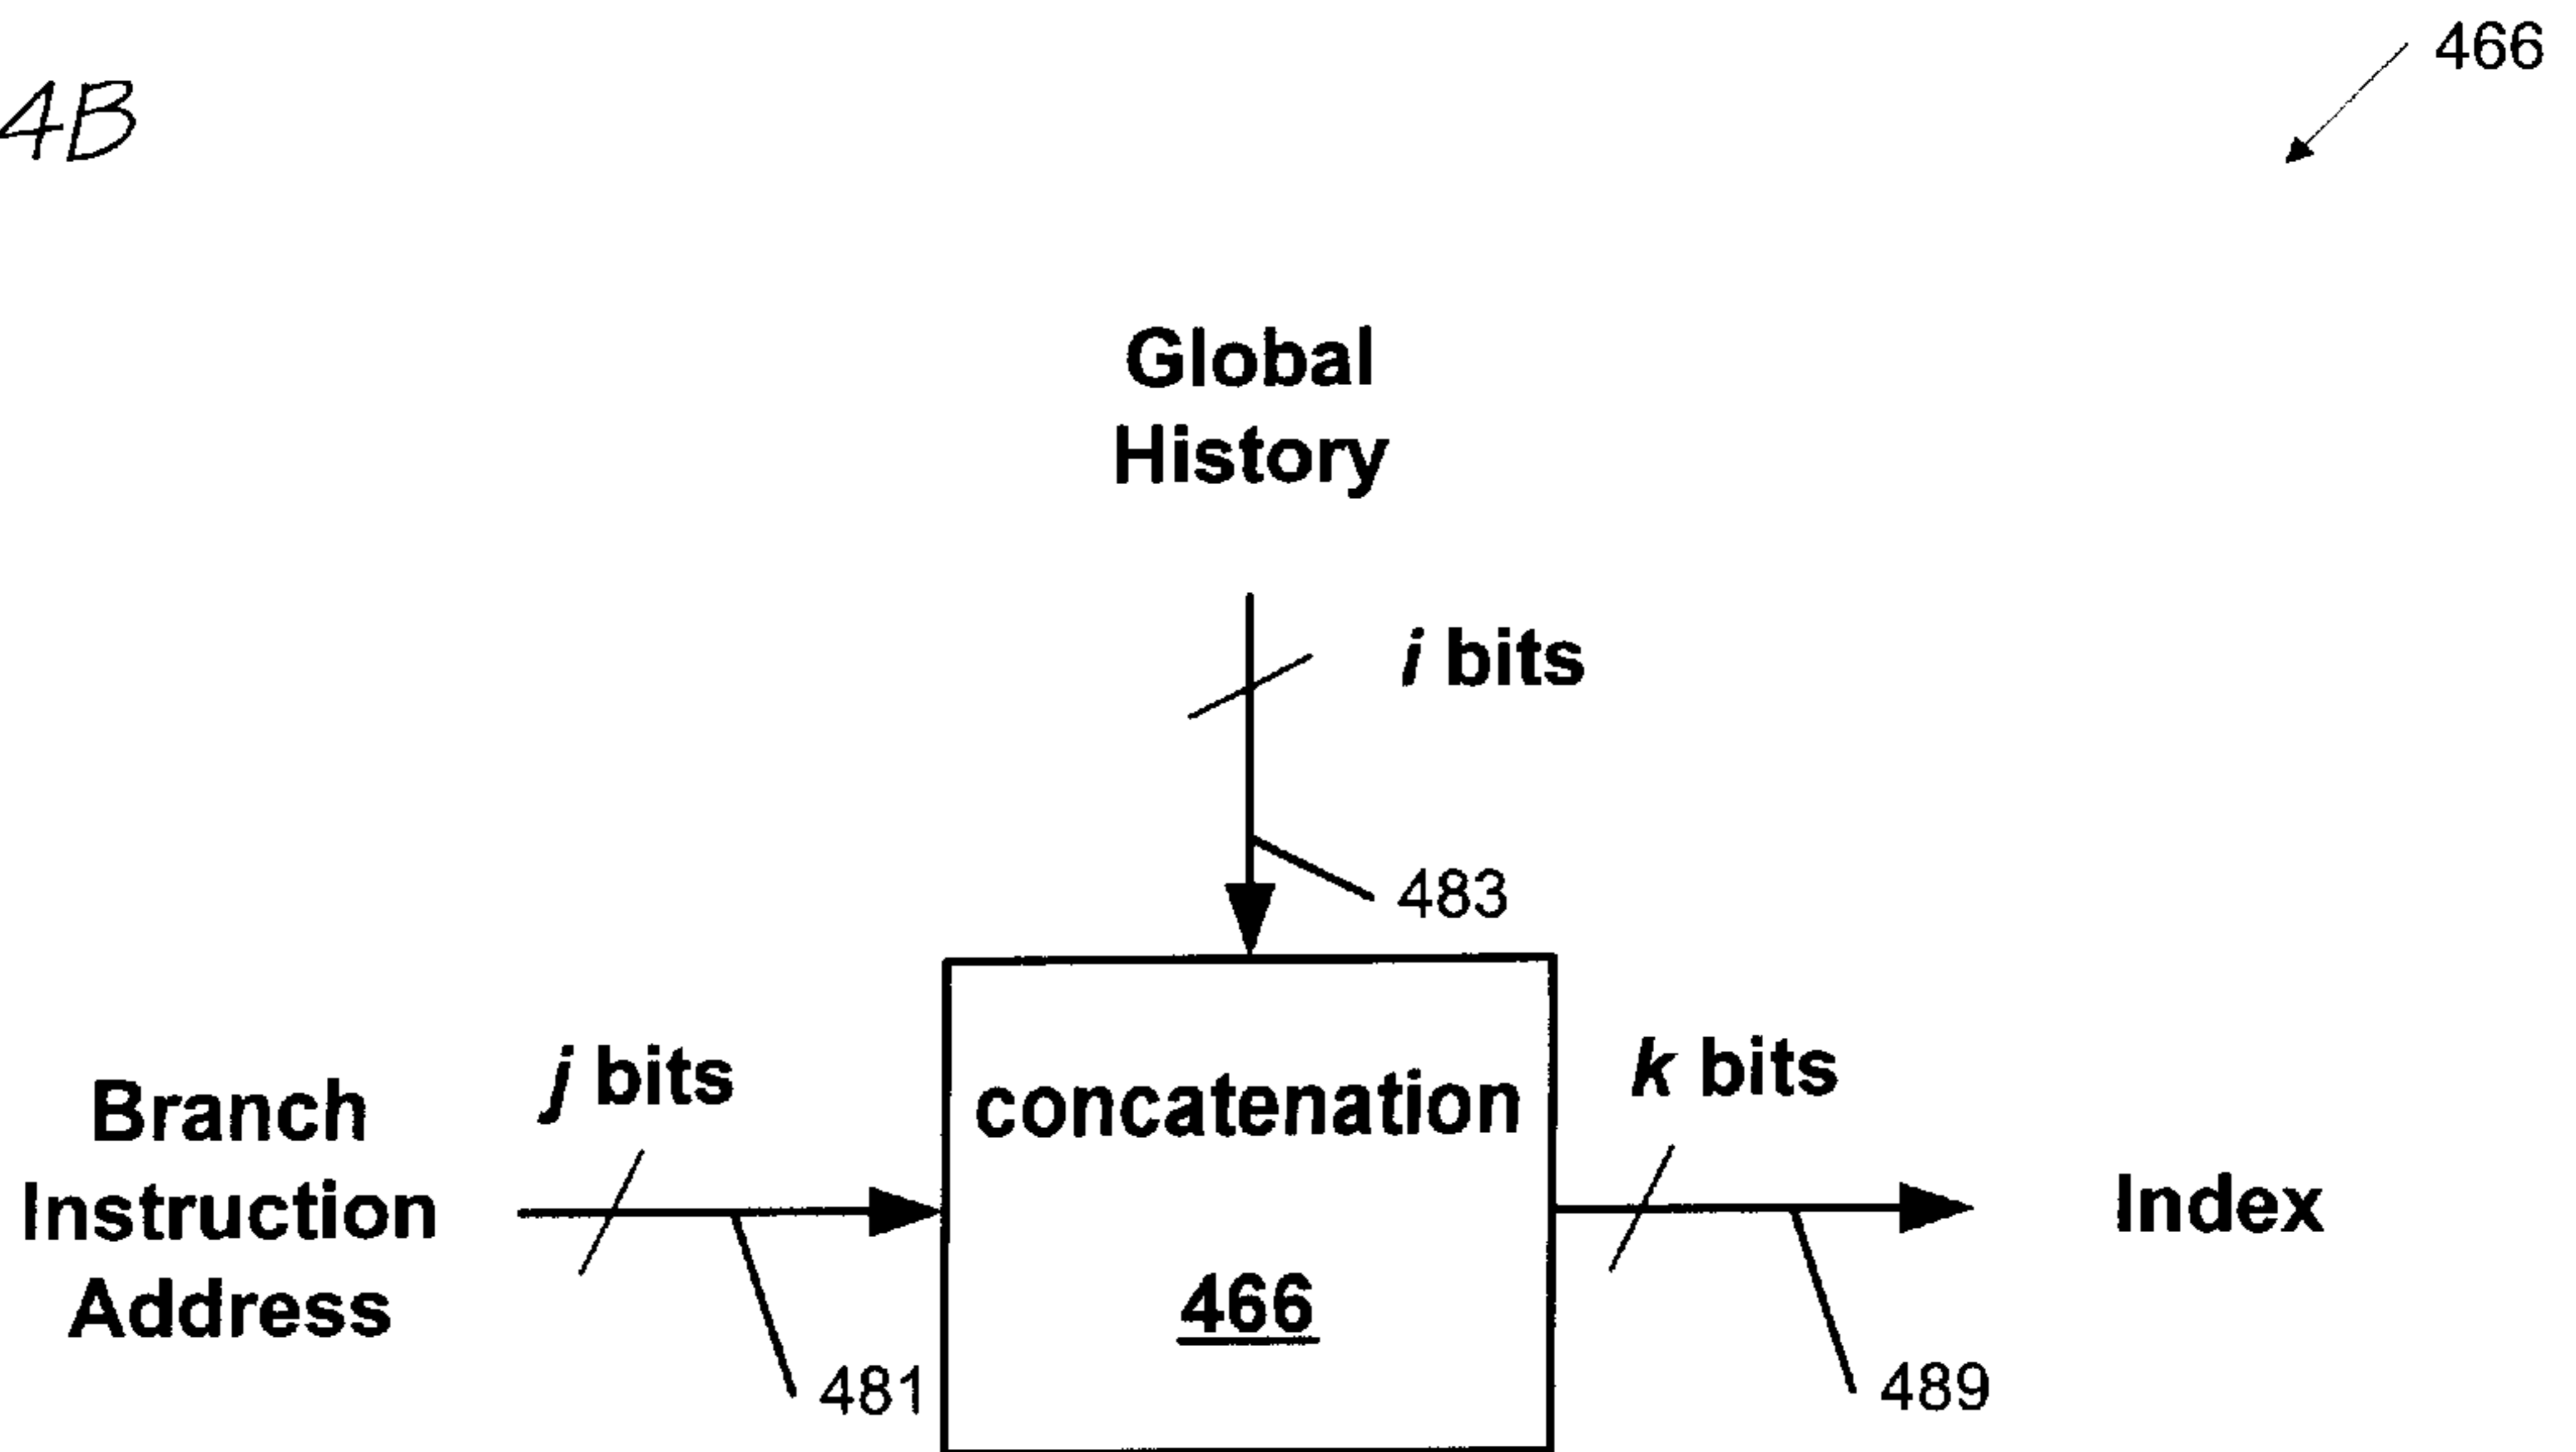 4B
466
Global
History
i bits
483
j bits
k bits
Branch
Instruction
Address
concatenation
466
Index
481
489